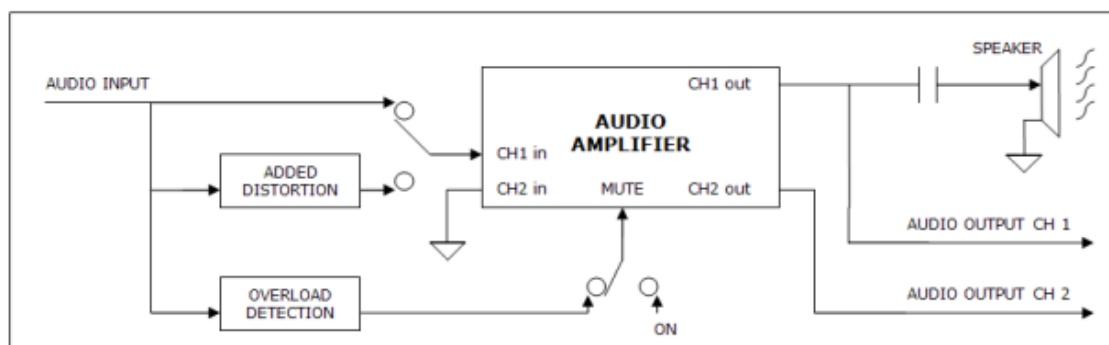 SPEAKER
AUDIO INPUT
CH1 out
AUDIO
AMPLIFIER
CH1 in
ADDED
DISTORTION
CH2 in
MUTE
CH2 out
AUDIO OUTPUT CH 1
OVERLOAD
DETECTION
AUDIO OUTPUT CH 2
ON